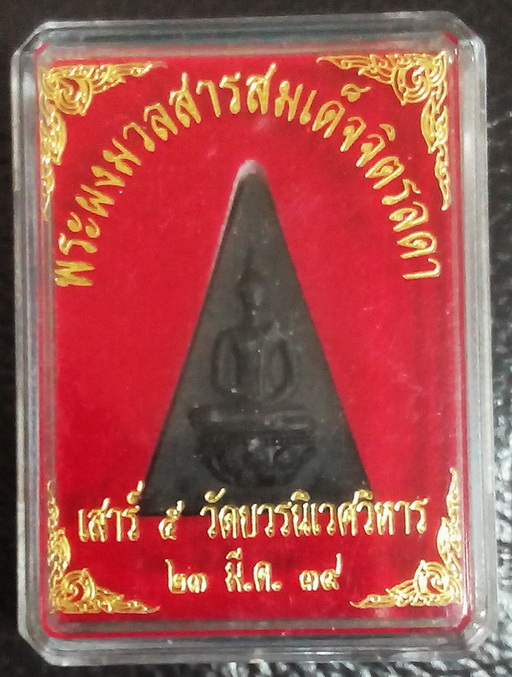 พระผงมวลสารสมเด็จจิตรลดา
เสาร์ ๕ วัดบวรนิเวศวิหาร
๒๓ มี.ค. ๓๙